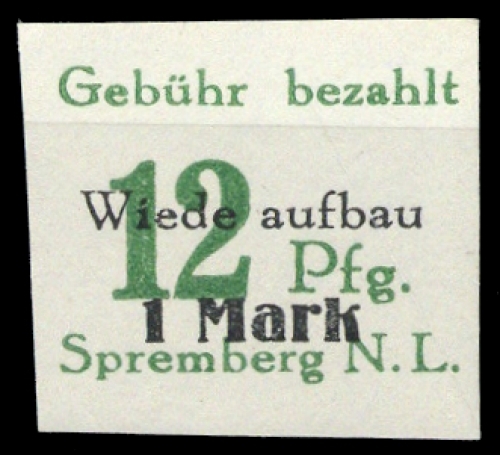 Gebühr bezahlt
12
Wiede aufbau
Pfg.
1 Mark
Spremberg N.L.